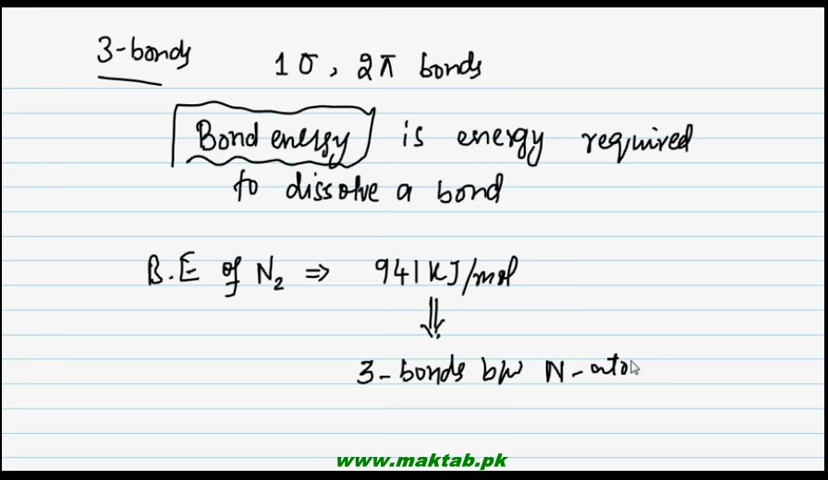 3-bonds 1σ, 2π bonds
Bond energy is energy required
to dissolve a bond
B.E of N₂ ⇒ 941 KJ/mol
⇓
3-bonds b/w N-ato
www.maktab.pk